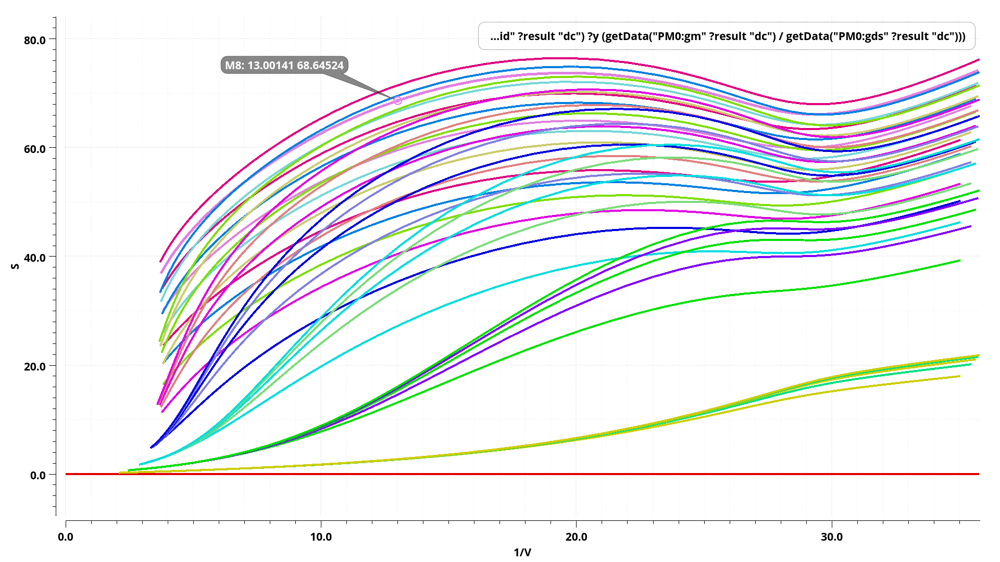 ...id" ?result "dc") ?y (getData("PM0:gm" ?result "dc") / getData("PM0:gds" ?result "dc")))
M8: 13.00141 68.64524
80.0
60.0
40.0
20.0
0.0
S
0.0 10.0 20.0 30.0
1/V